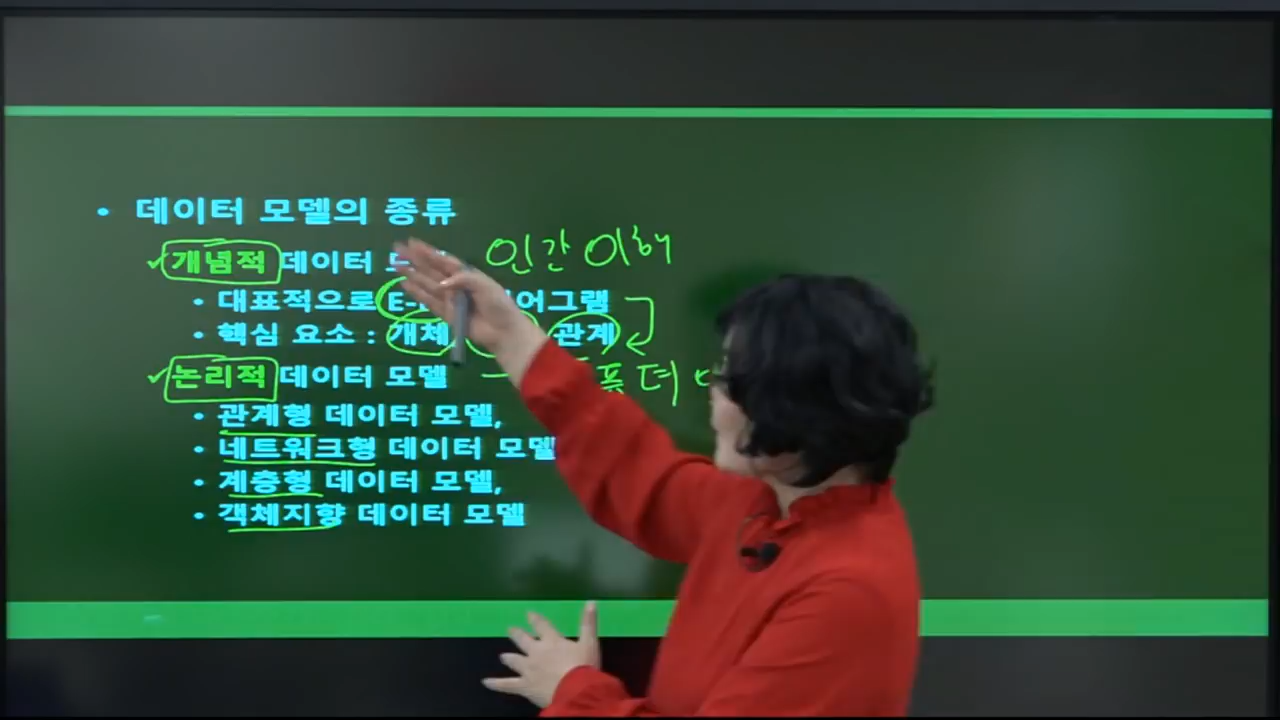 • 데이터 모델의 종류
✓개념적 데이터 인간 이해
• 대표적으로 E- 어그램
• 핵심 요소 : 개체 관계
✓논리적 데이터 모델 퓨터
• 관계형 데이터 모델,
• 네트워크형 데이터 모델
• 계층형 데이터 모델,
• 객체지향 데이터 모델